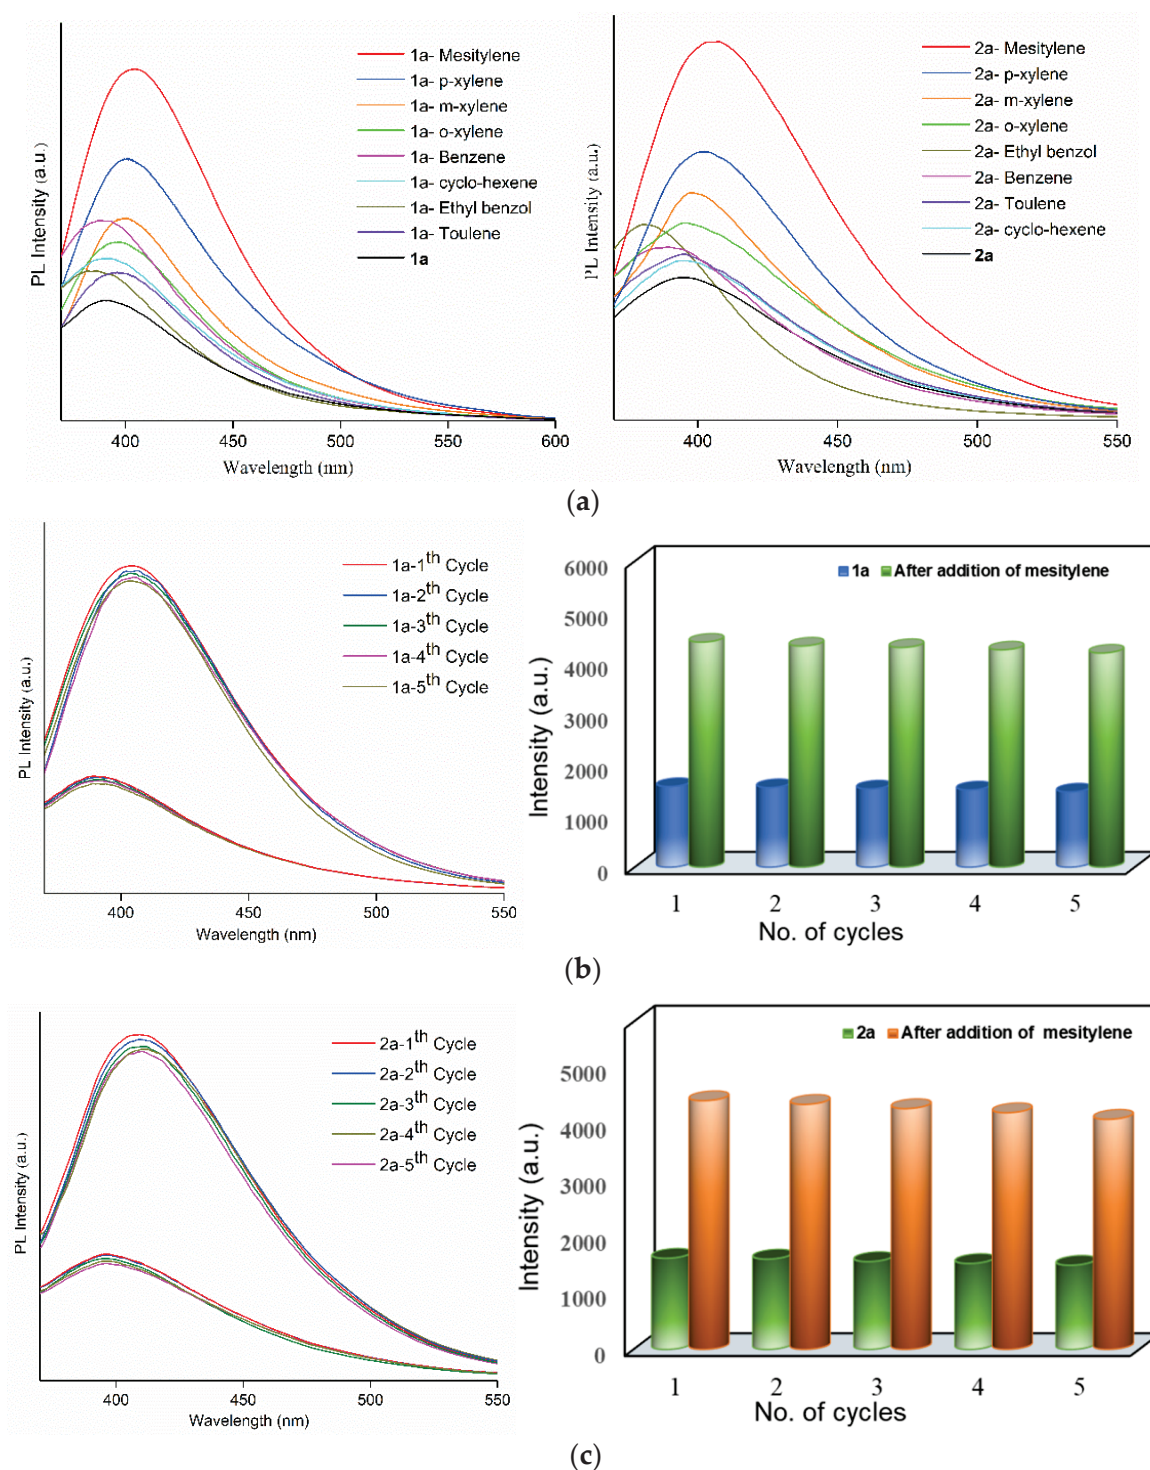 PL Intensity (a.u.)
1a- Mesitylene
1a- p-xylene
1a- m-xylene
1a- o-xylene
1a- Benzene
1a- cyclo-hexene
1a- Ethyl benzol
1a- Toulene
1a
400 450 500 550 600
Wavelength (nm)
PL Intensity (a.u.)
2a- Mesitylene
2a- p-xylene
2a- m-xylene
2a- o-xylene
2a- Ethyl benzol
2a- Benzene
2a- Toulene
2a- cyclo-hexene
2a
400 450 500 550
Wavelength (nm)
(a)
PL Intensity (a.u.)
1a-1th Cycle
1a-2th Cycle
1a-3th Cycle
1a-4th Cycle
1a-5th Cycle
400 450 500 550
Wavelength (nm)
Intensity (a.u.)
1a After addition of mesitylene
6000
5000
4000
3000
2000
1000
0
1 2 3 4 5
No. of cycles
(b)
PL Intensity (a.u.)
2a-1th Cycle
2a-2th Cycle
2a-3th Cycle
2a-4th Cycle
2a-5th Cycle
400 450 500 550
Wavelength (nm)
Intensity (a.u.)
2a After addition of mesitylene
5000
4000
3000
2000
1000
0
1 2 3 4 5
No. of cycles
(c)